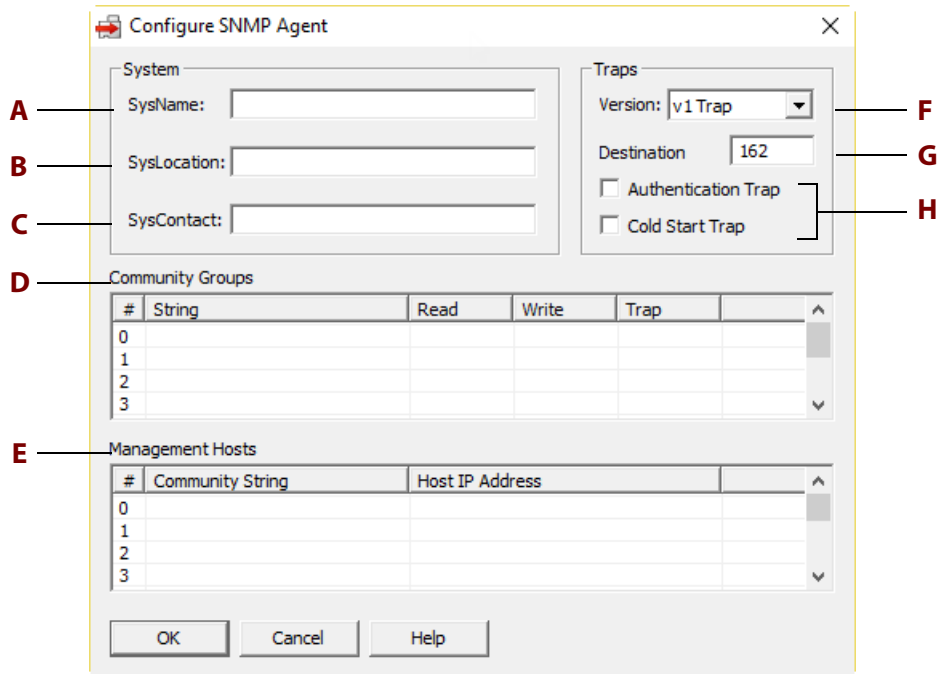 Configure SNMP Agent
System
Traps
A
SysName:
Version: v1 Trap
F
B
SysLocation:
Destination 162
G
Authentication Trap
H
C
SysContact:
Cold Start Trap
D
Community Groups
# String Read Write Trap
0
1
2
3
E
Management Hosts
# Community String Host IP Address
0
1
2
3
OK Cancel Help